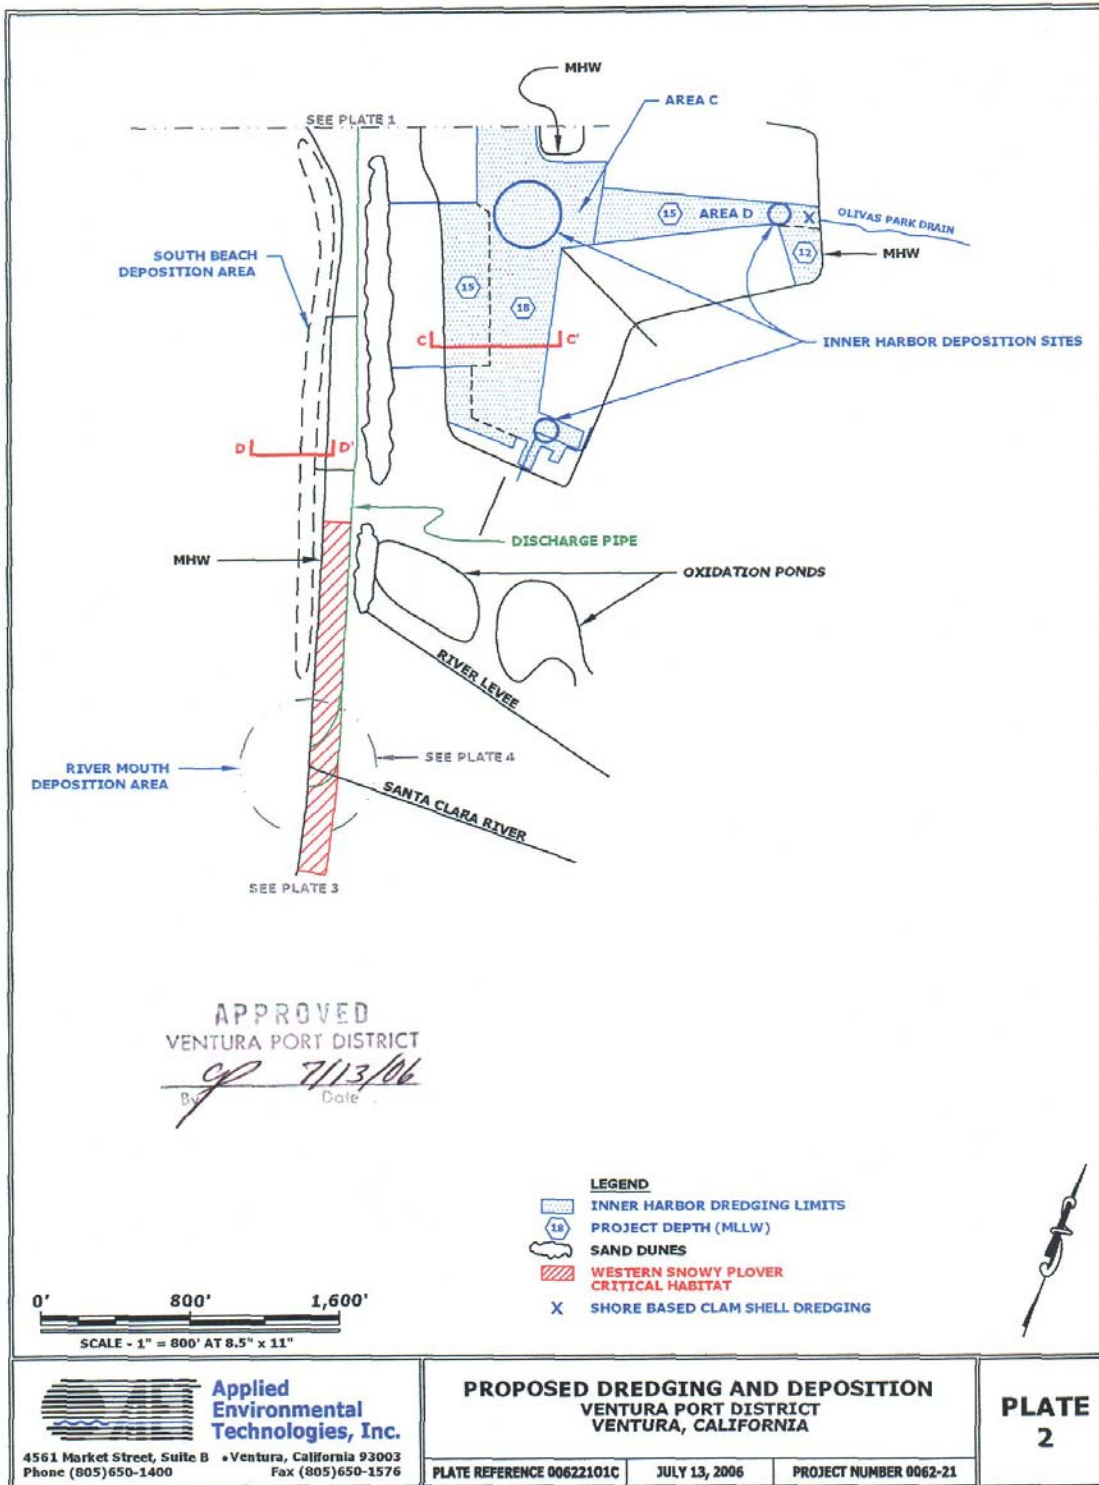 MHW
AREA C
SEE PLATE 1
15
AREA D
X
OLIVAS PARK DRAIN
SOUTH BEACH
DEPOSITION AREA
12
MHW
15
18
C
C'
INNER HARBOR DEPOSITION SITES
D
D'
DISCHARGE PIPE
MHW
OXIDATION PONDS
RIVER LEVEE
SEE PLATE 4
RIVER MOUTH
DEPOSITION AREA
SANTA CLARA RIVER
SEE PLATE 3
APPROVED
VENTURA PORT DISTRICT
7/13/06
By
Date
LEGEND
INNER HARBOR DREDGING LIMITS
18 PROJECT DEPTH (MLLW)
SAND DUNES
WESTERN SNOWY PLOVER
CRITICAL HABITAT
X SHORE BASED CLAM SHELL DREDGING
0' 800' 1,600'
SCALE - 1" = 800' AT 8.5" x 11"
AET
Applied
Environmental
Technologies, Inc.
4561 Market Street, Suite B • Ventura, California 93003
Phone (805)650-1400 Fax (805)650-1576
PROPOSED DREDGING AND DEPOSITION
VENTURA PORT DISTRICT
VENTURA, CALIFORNIA
PLATE REFERENCE 00622101C
JULY 13, 2006
PROJECT NUMBER 0062-21
PLATE
2